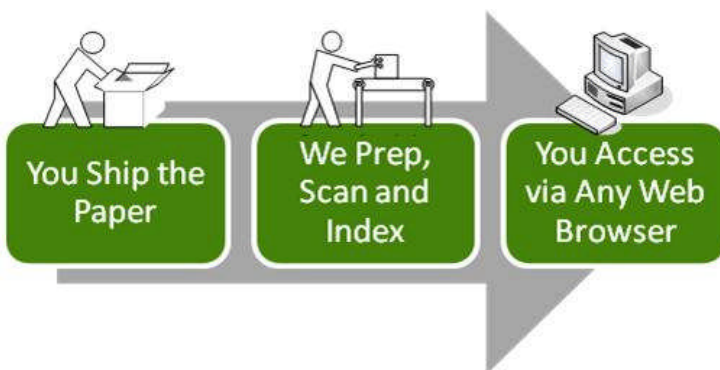 You Ship the
Paper
We Prep,
Scan and
Index
You Access
via Any Web
Browser